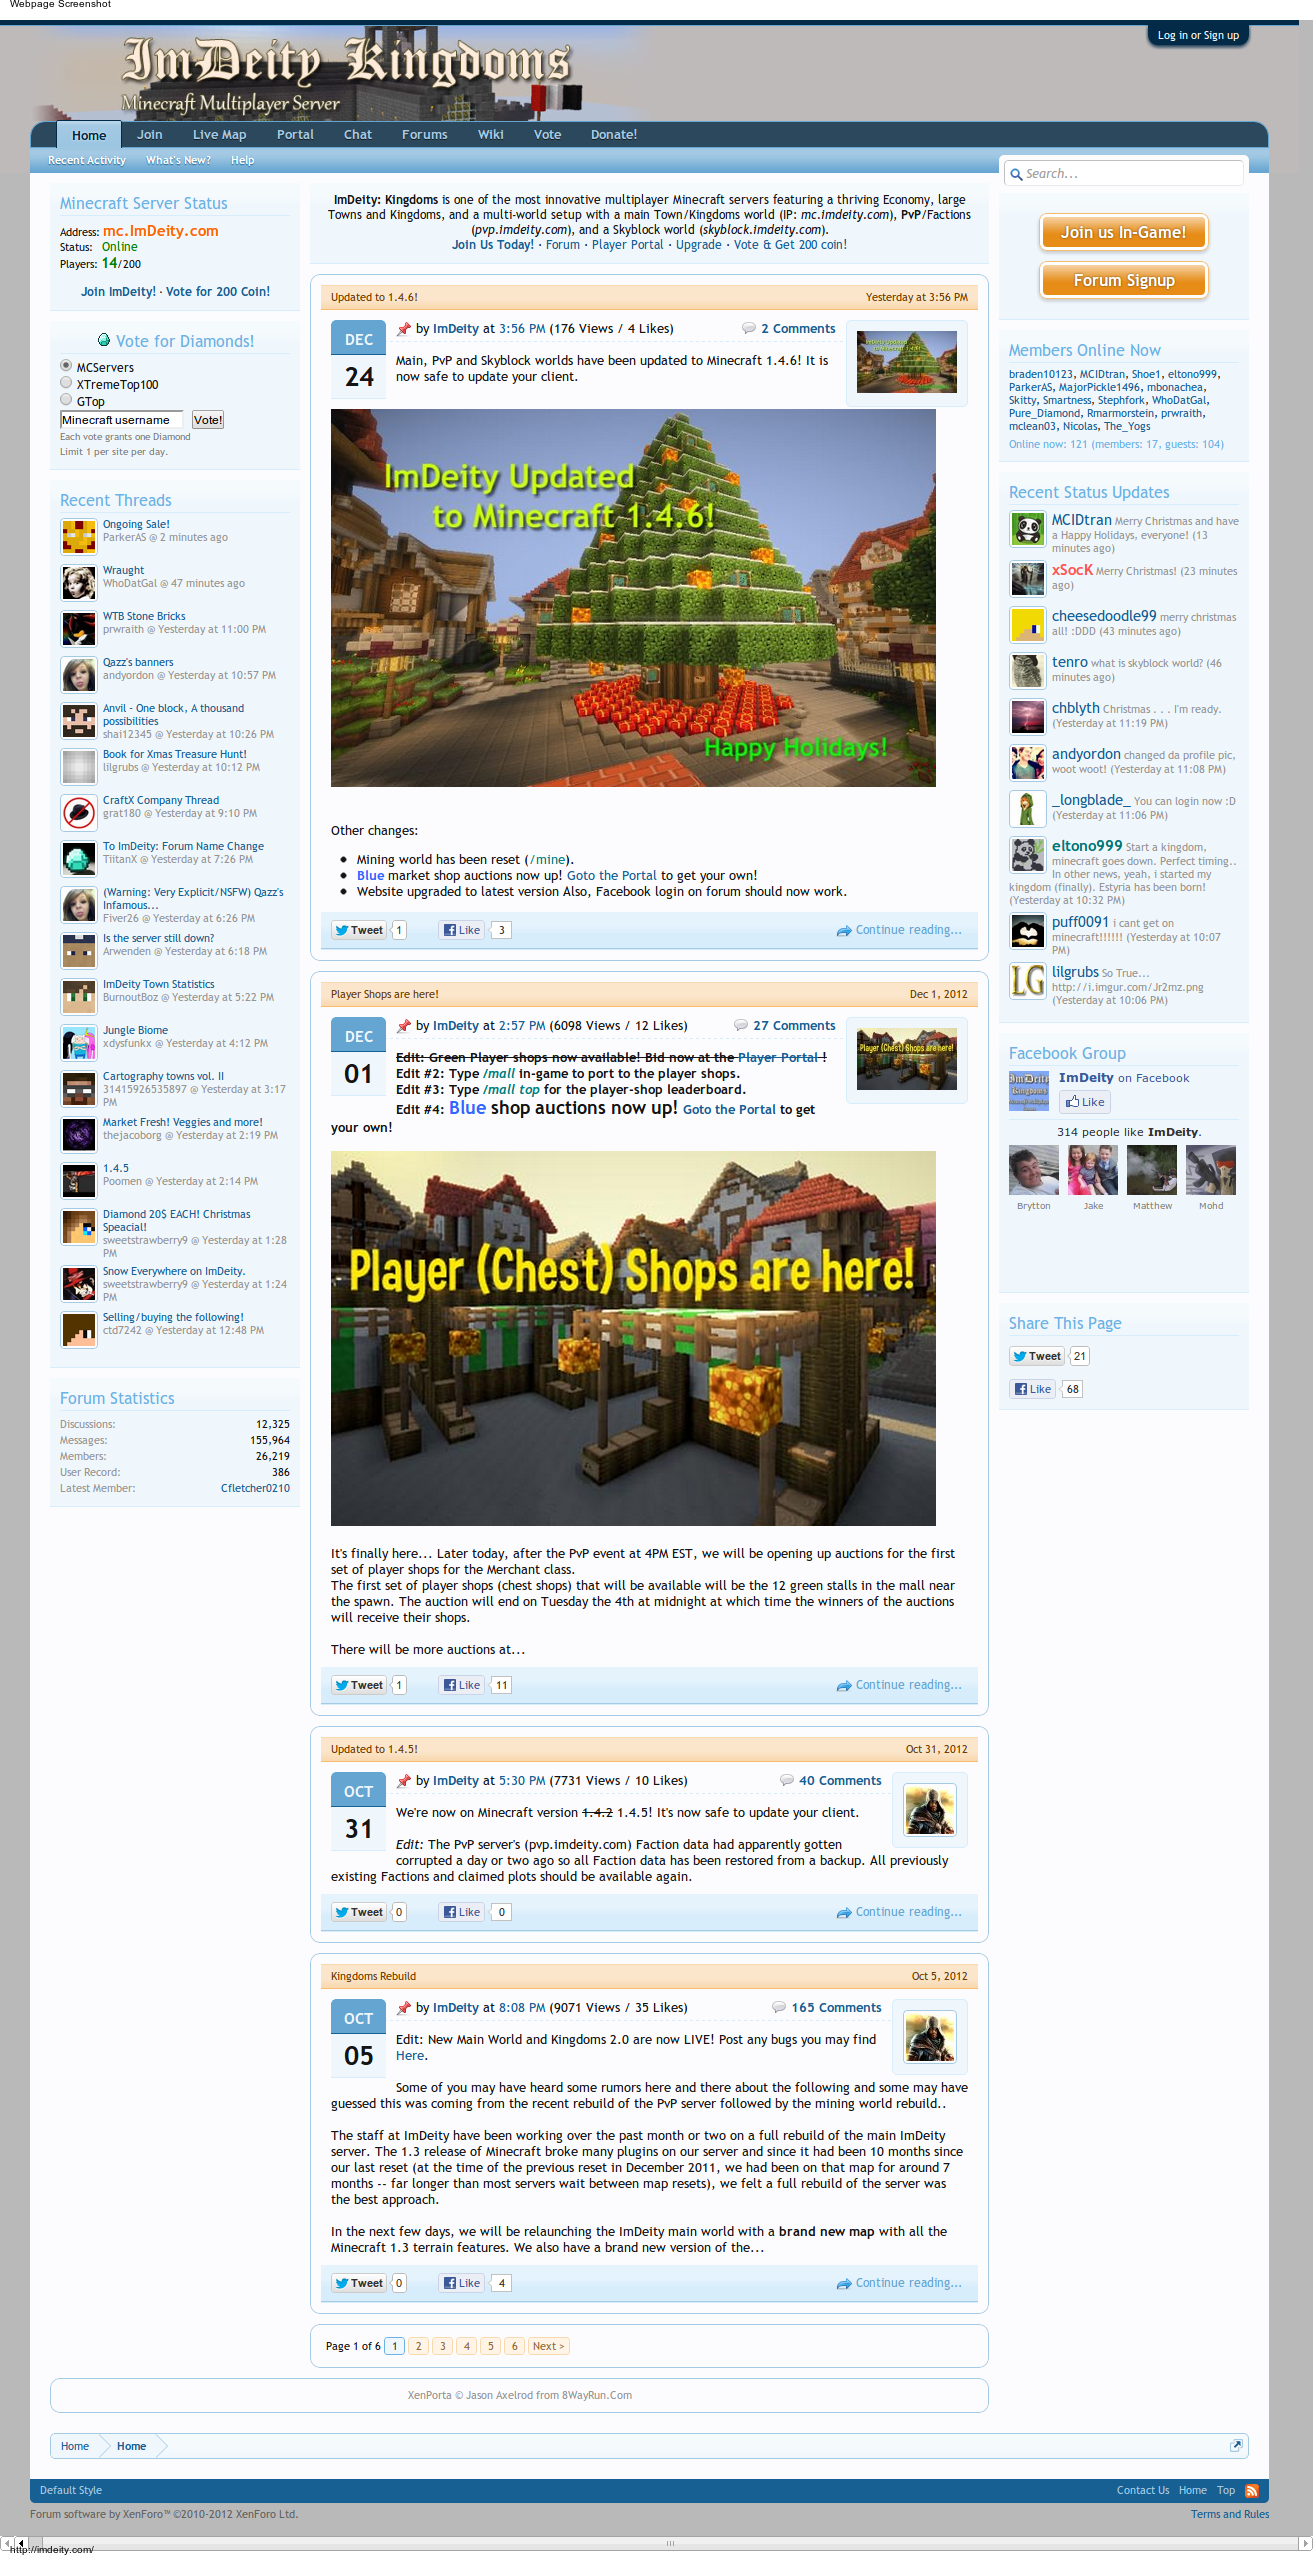 Webpage Screenshot
Log in or Sign up
ImDeity Kingdoms
Minecraft Multiplayer Server
Home Join Live Map Portal Chat Forums Wiki Vote Donate!
Recent Activity What's New? Help
Search...
Minecraft Server Status
Address: mc.ImDeity.com
Status: Online
Players: 14/200
Join ImDeity! · Vote for 200 Coin!
Vote for Diamonds!
MCServers
XTremeTop100
GTop
Minecraft username Vote!
Each vote grants one Diamond
Limit 1 per site per day.
Recent Threads
Ongoing Sale!
ParkerAS @ 2 minutes ago
Wraught
WhoDatGal @ 47 minutes ago
WTB Stone Bricks
prwraith @ Yesterday at 11:00 PM
Qazz's banners
andyordon @ Yesterday at 10:57 PM
Anvil - One block, A thousand
possibilities
shai12345 @ Yesterday at 10:26 PM
Book for Xmas Treasure Hunt!
lilgrubs @ Yesterday at 10:12 PM
CraftX Company Thread
grat180 @ Yesterday at 9:10 PM
To ImDeity: Forum Name Change
TiitanX @ Yesterday at 7:26 PM
(Warning: Very Explicit/NSFW) Qazz's
Infamous...
Fiver26 @ Yesterday at 6:26 PM
Is the server still down?
Arwenden @ Yesterday at 6:18 PM
ImDeity Town Statistics
BurnoutBoz @ Yesterday at 5:22 PM
Jungle Biome
xdysfunkx @ Yesterday at 4:12 PM
Cartography towns vol. II
31415926535897 @ Yesterday at 3:17
PM
Market Fresh! Veggies and more!
thejacoborg @ Yesterday at 2:19 PM
1.4.5
Poomen @ Yesterday at 2:14 PM
Diamond 20$ EACH! Christmas
Speacial!
sweetstrawberry9 @ Yesterday at 1:28
PM
Snow Everywhere on ImDeity.
sweetstrawberry9 @ Yesterday at 1:24
PM
Selling/buying the following!
ctd7242 @ Yesterday at 12:48 PM
Forum Statistics
Discussions: 12,325
Messages: 155,964
Members: 26,219
User Record: 386
Latest Member: Cfletcher0210
ImDeity: Kingdoms is one of the most innovative multiplayer Minecraft servers featuring a thriving Economy, large
Towns and Kingdoms, and a multi-world setup with a main Town/Kingdoms world (IP: mc.imdeity.com), PvP/Factions
(pvp.imdeity.com), and a Skyblock world (skyblock.imdeity.com).
Join Us Today! · Forum · Player Portal · Upgrade · Vote & Get 200 coin!
Updated to 1.4.6! Yesterday at 3:56 PM
DEC
24
by ImDeity at 3:56 PM (176 Views / 4 Likes) 2 Comments
Main, PvP and Skyblock worlds have been updated to Minecraft 1.4.6! It is
now safe to update your client.
ImDeity Updated
to Minecraft 1.4.6!
ImDeity Updated
to Minecraft 1.4.6!
Happy Holidays!
Other changes:
Mining world has been reset (/mine).
Blue market shop auctions now up! Goto the Portal to get your own!
Website upgraded to latest version Also, Facebook login on forum should now work.
Tweet 1 Like 3 Continue reading...
Player Shops are here! Dec 1, 2012
DEC
01
by ImDeity at 2:57 PM (6098 Views / 12 Likes) 27 Comments
Edit: Green Player shops now available! Bid now at the Player Portal !
Edit #2: Type /mall in-game to port to the player shops.
Edit #3: Type /mall top for the player-shop leaderboard.
Edit #4: Blue shop auctions now up! Goto the Portal to get
your own!
Player (Chest) Shops are here!
Player (Chest) Shops are here!
It's finally here... Later today, after the PvP event at 4PM EST, we will be opening up auctions for the first
set of player shops for the Merchant class.
The first set of player shops (chest shops) that will be available will be the 12 green stalls in the mall near
the spawn. The auction will end on Tuesday the 4th at midnight at which time the winners of the auctions
will receive their shops.
There will be more auctions at...
Tweet 1 Like 11 Continue reading...
Updated to 1.4.5! Oct 31, 2012
OCT
31
by ImDeity at 5:30 PM (7731 Views / 10 Likes) 40 Comments
We're now on Minecraft version 1.4.2 1.4.5! It's now safe to update your client.
Edit: The PvP server's (pvp.imdeity.com) Faction data had apparently gotten
corrupted a day or two ago so all Faction data has been restored from a backup. All previously
existing Factions and claimed plots should be available again.
Tweet 0 Like 0 Continue reading...
Kingdoms Rebuild Oct 5, 2012
OCT
05
by ImDeity at 8:08 PM (9071 Views / 35 Likes) 165 Comments
Edit: New Main World and Kingdoms 2.0 are now LIVE! Post any bugs you may find
Here.
Some of you may have heard some rumors here and there about the following and some may have
guessed this was coming from the recent rebuild of the PvP server followed by the mining world rebuild..
The staff at ImDeity have been working over the past month or two on a full rebuild of the main ImDeity
server. The 1.3 release of Minecraft broke many plugins on our server and since it had been 10 months since
our last reset (at the time of the previous reset in December 2011, we had been on that map for around 7
months -- far longer than most servers wait between map resets), we felt a full rebuild of the server was
the best approach.
In the next few days, we will be relaunching the ImDeity main world with a brand new map with all the
Minecraft 1.3 terrain features. We also have a brand new version of the...
Tweet 0 Like 4 Continue reading...
Page 1 of 6 1 2 3 4 5 6 Next >
Join us In-Game!
Forum Signup
Members Online Now
braden10123, MCIDtran, Shoe1, eltono999,
ParkerAS, MajorPickle1496, mbonachea,
Skitty, Smartness, Stephfork, WhoDatGal,
Pure_Diamond, Rmarmorstein, prwraith,
mclean03, Nicolas, The_Yogs
Online now: 121 (members: 17, guests: 104)
Recent Status Updates
MCIDtran Merry Christmas and have
a Happy Holidays, everyone! (13
minutes ago)
xSocK Merry Christmas! (23 minutes
ago)
cheesedoodle99 merry christmas
all! :DDD (43 minutes ago)
tenro what is skyblock world? (46
minutes ago)
chblyth Christmas . . . I'm ready.
(Yesterday at 11:19 PM)
andyordon changed da profile pic,
woot woot! (Yesterday at 11:08 PM)
_longblade_ You can login now :D
(Yesterday at 11:06 PM)
eltono999 Start a kingdom,
minecraft goes down. Perfect timing..
In other news, yeah, i started my
kingdom (finally). Estyria has been born!
(Yesterday at 10:32 PM)
puff0091 i cant get on
minecraft!!!!!! (Yesterday at 10:07
PM)
LG
lilgrubs So True...
http://i.imgur.com/Jr2mz.png
(Yesterday at 10:06 PM)
Facebook Group
ImDeity Kingdoms
ImDeity on Facebook
Like
314 people like ImDeity.
Brytton Jake Matthew Mohd
Share This Page
Tweet 21
Like 68
XenPorta © Jason Axelrod from 8WayRun.Com
Home Home
Default Style Contact Us Home Top
Forum software by XenForo™ ©2010-2012 XenForo Ltd. Terms and Rules
http://imdeity.com/